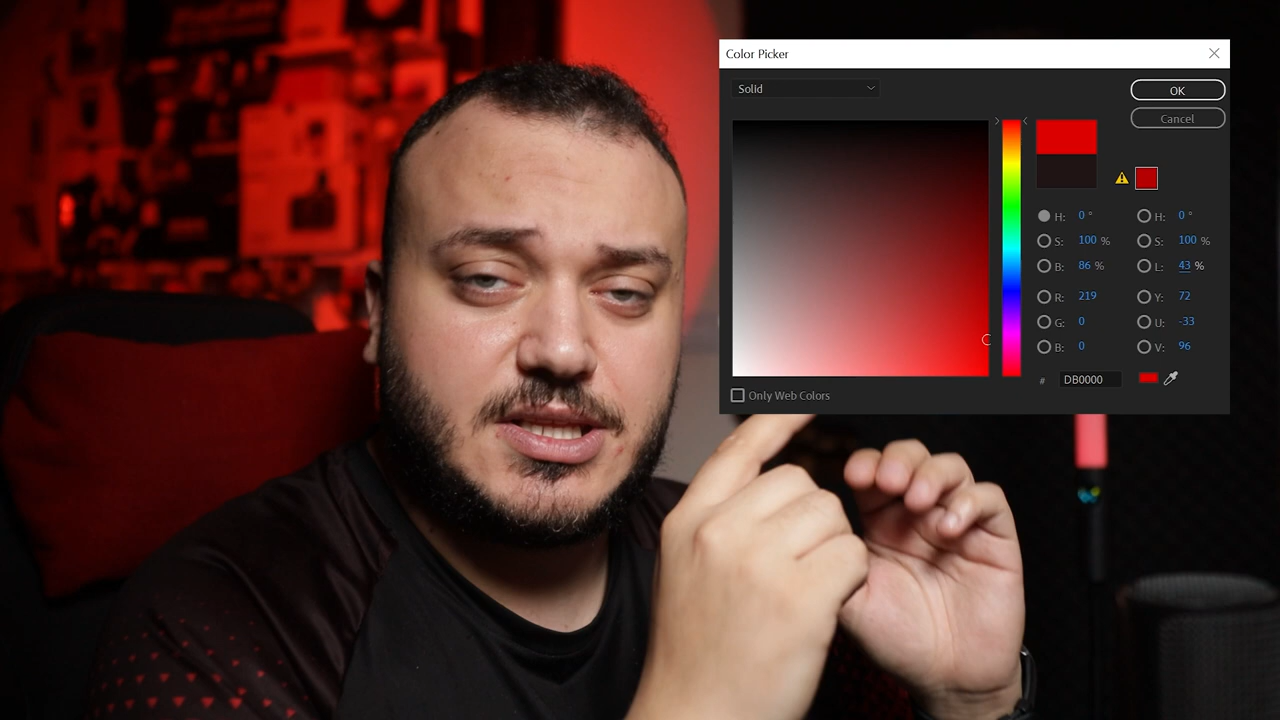 Color Picker
Solid
OK
Cancel
H: 0 °
H: 0 °
S: 100 %
S: 100 %
B: 86 %
L: 43 %
R: 219
Y: 72
G: 0
U: -33
B: 0
V: 96
# DB0000
Only Web Colors